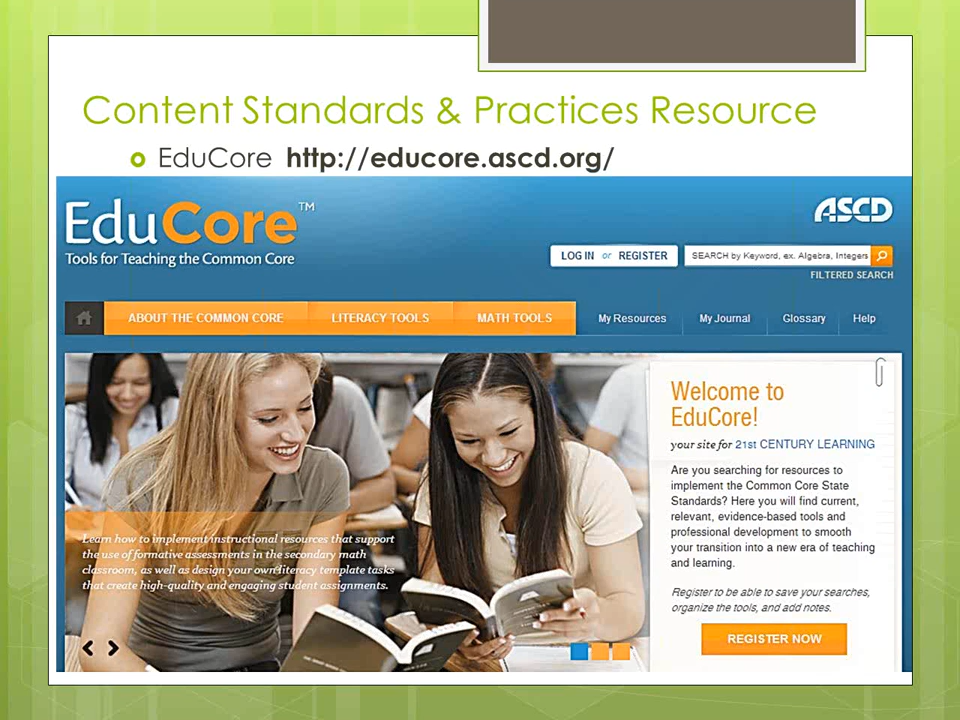 Content Standards & Practices Resource
EduCore http://educore.ascd.org/
EduCore™
Tools for Teaching the Common Core
ASCD
LOG IN or REGISTER
SEARCH by Keyword, ex. Algebra, Integers
FILTERED SEARCH
ABOUT THE COMMON CORE
LITERACY TOOLS
MATH TOOLS
My Resources
My Journal
Glossary
Help
Learn how to implement instructional resources that support
the use of formative assessments in the secondary math
classroom, as well as design your own literacy template tasks
that create high-quality and engaging student assignments.
Welcome to
EduCore!
your site for 21st CENTURY LEARNING
Are you searching for resources to
implement the Common Core State
Standards? Here you will find current,
relevant, evidence-based tools and
professional development to smooth
your transition into a new era of teaching
and learning.
Register to be able to save your searches,
organize the tools, and add notes.
REGISTER NOW